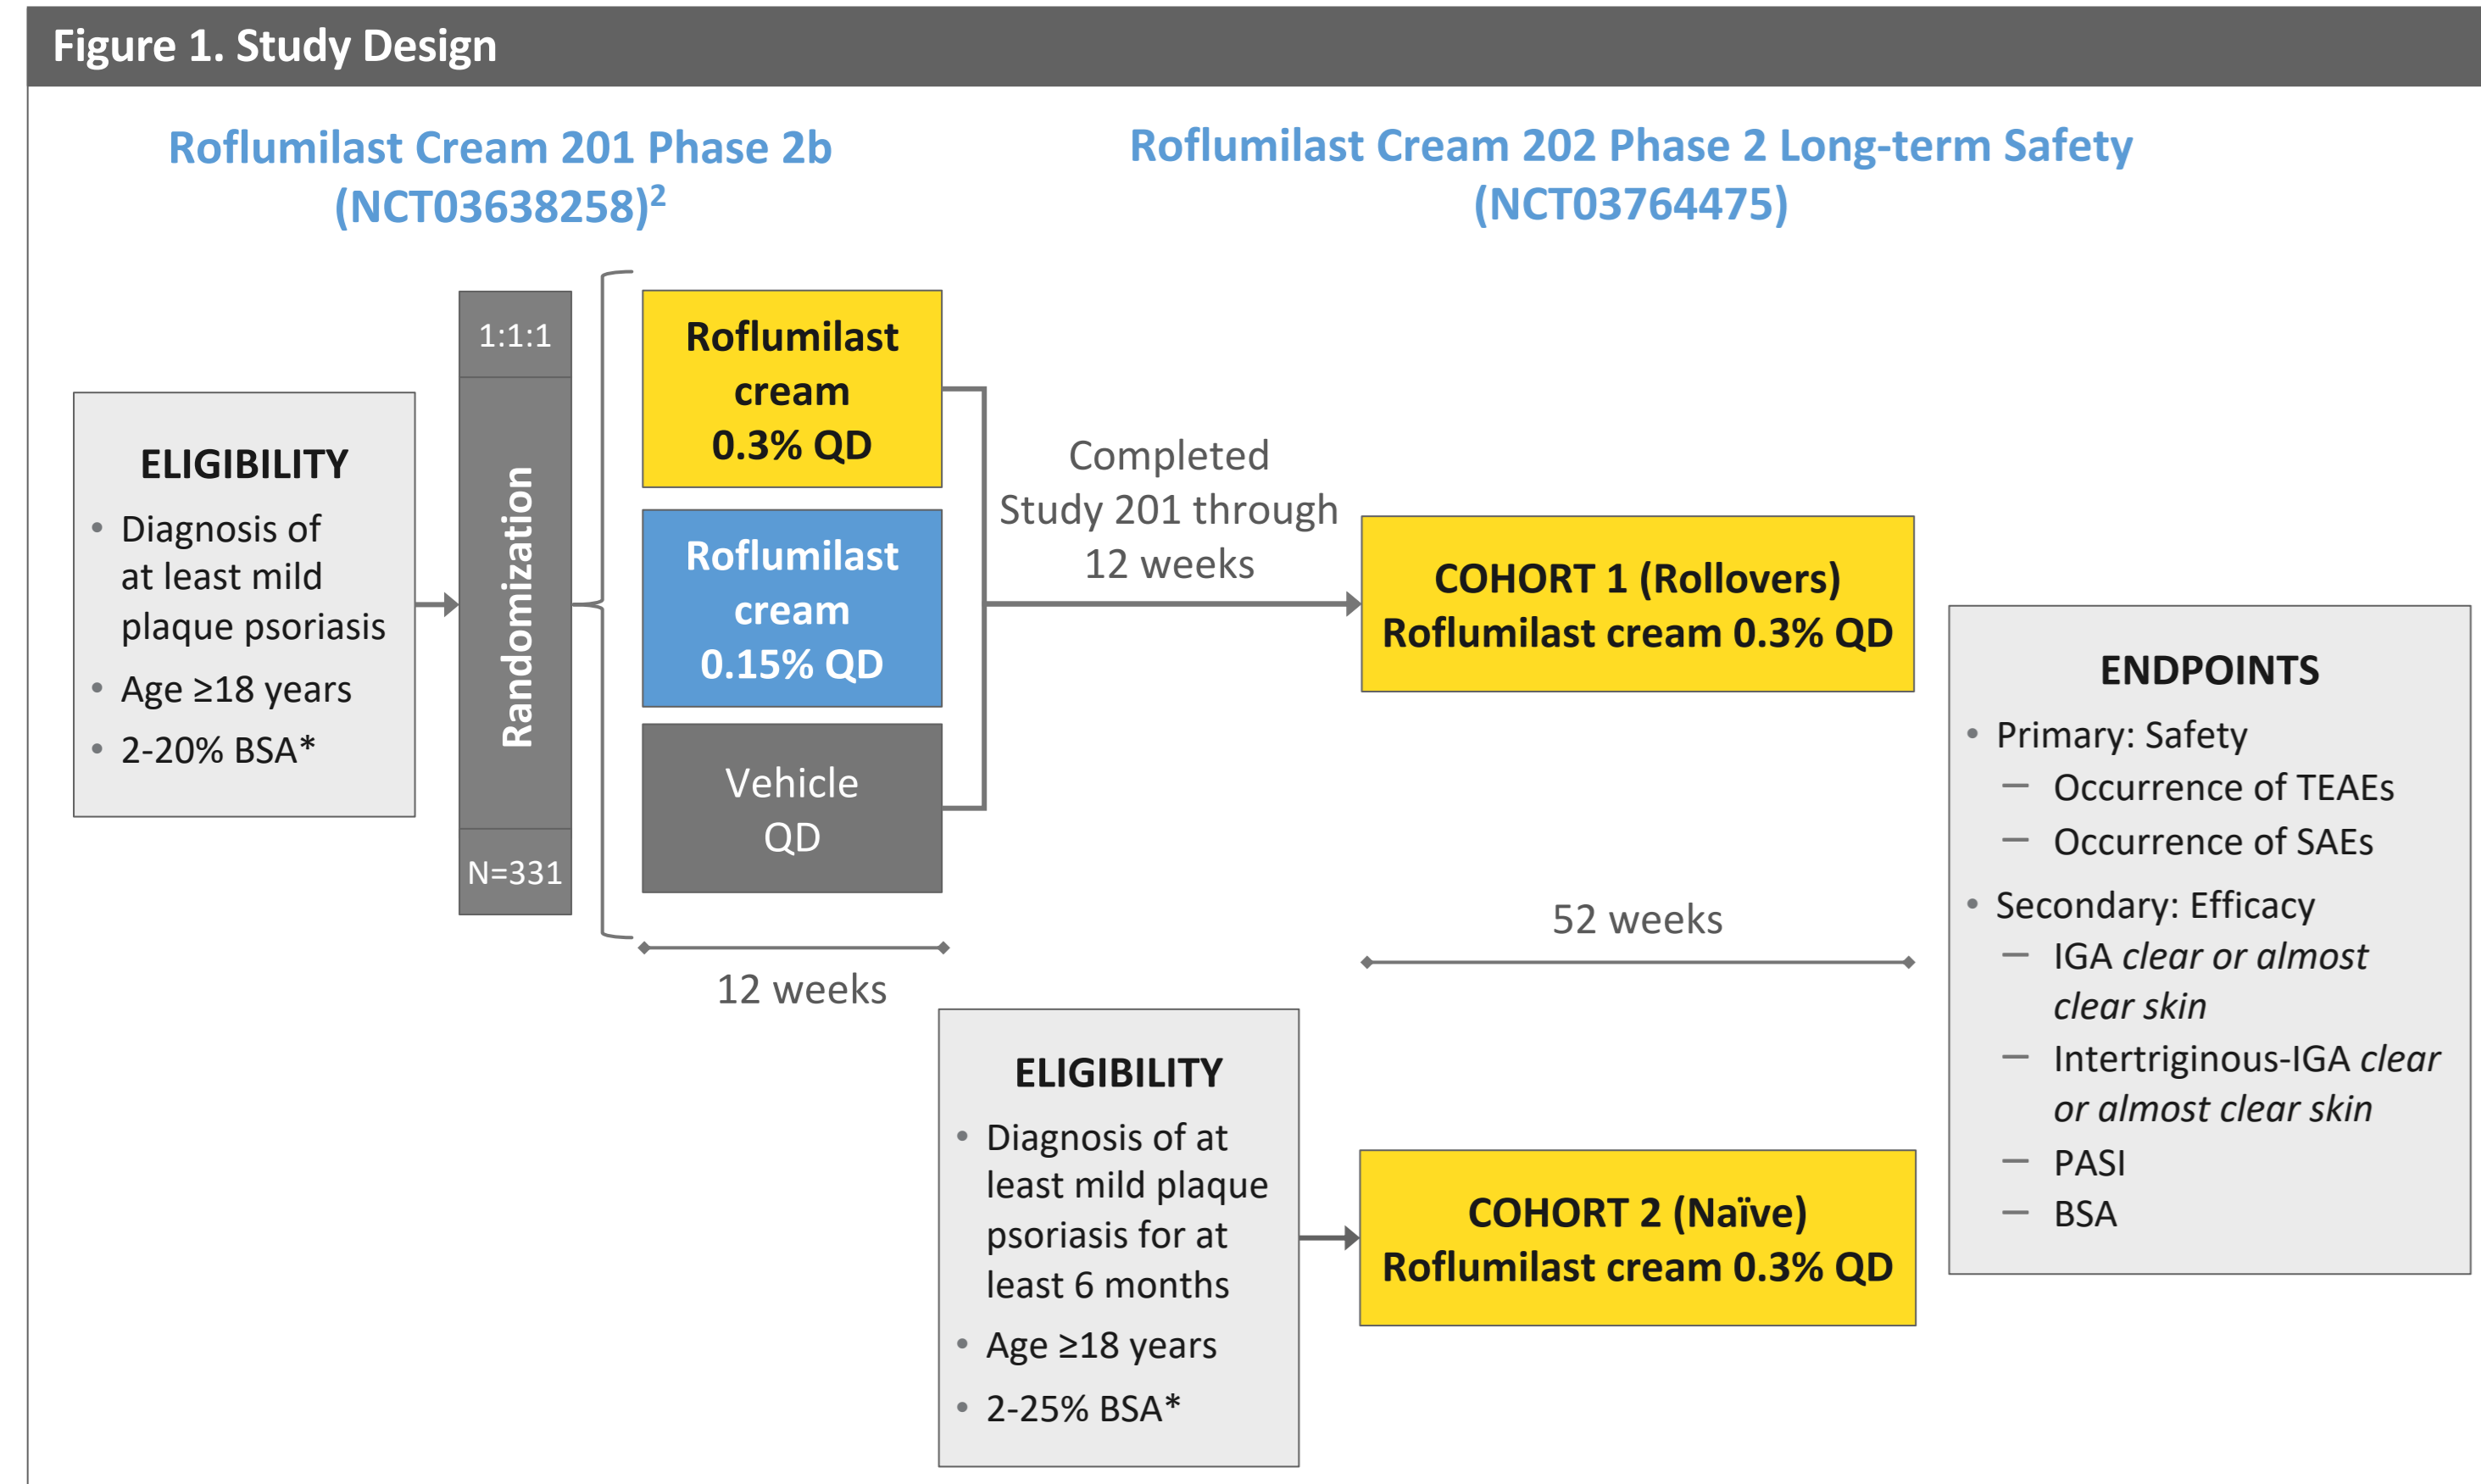 Figure 1. Study Design
Roflumilast Cream 201 Phase 2b
(NCT03638258)²
Roflumilast Cream 202 Phase 2 Long-term Safety
(NCT03764475)
ELIGIBILITY
• Diagnosis of
at least mild
plaque psoriasis
• Age ≥18 years
• 2-20% BSA*
1:1:1
Randomization
N=331
Roflumilast
cream
0.3% QD
Roflumilast
cream
0.15% QD
Vehicle
QD
12 weeks
Completed
Study 201 through
12 weeks
COHORT 1 (Rollovers)
Roflumilast cream 0.3% QD
52 weeks
ELIGIBILITY
• Diagnosis of at
least mild plaque
psoriasis for at
least 6 months
• Age ≥18 years
• 2-25% BSA*
COHORT 2 (Naïve)
Roflumilast cream 0.3% QD
ENDPOINTS
• Primary: Safety
— Occurrence of TEAEs
— Occurrence of SAEs
• Secondary: Efficacy
— IGA clear or almost
clear skin
— Intertriginous-IGA clear
or almost clear skin
— PASI
— BSA